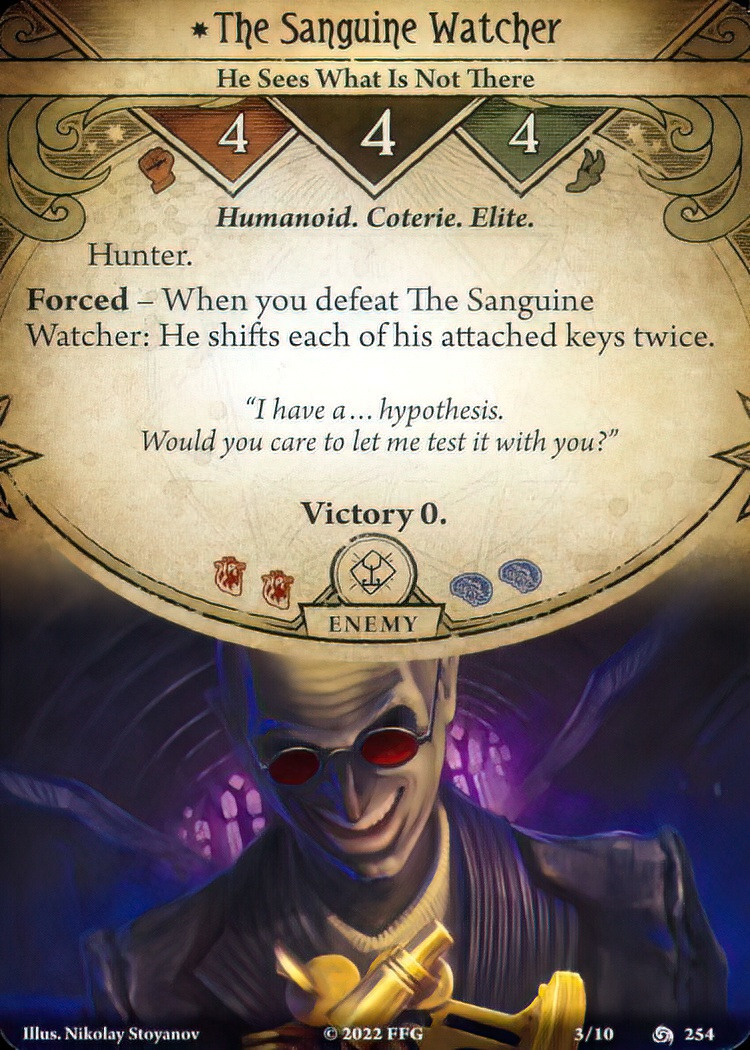 The Sanguine Watcher
He Sees What Is Not There
4 4 4
Humanoid. Coterie. Elite.
Hunter.
Forced – When you defeat The Sanguine
Watcher: He shifts each of his attached keys twice.
“I have a… hypothesis.
Would you care to let me test it with you?”
Victory 0.
ENEMY
Illus. Nikolay Stoyanov © 2022 FFG 3/10 254